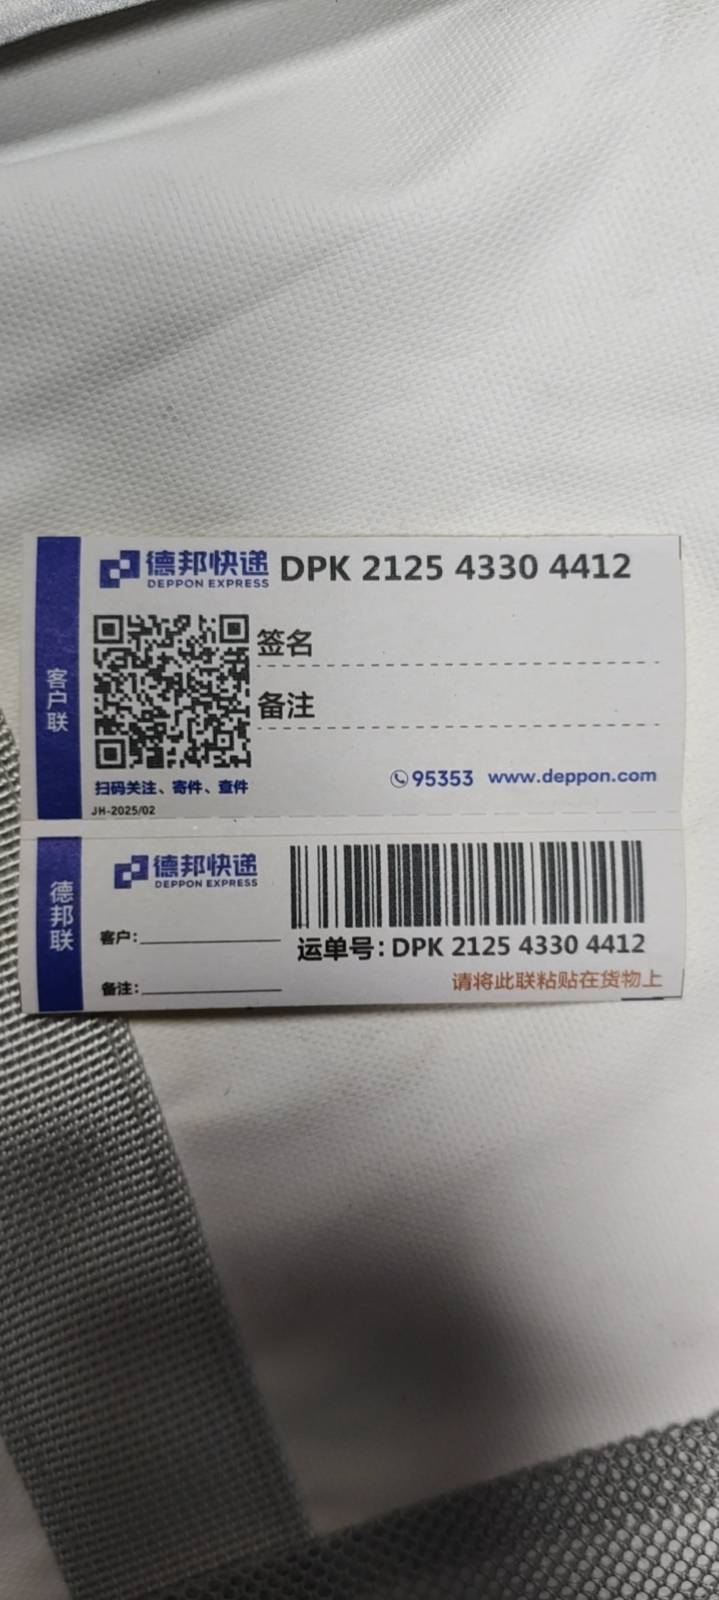 客户联
德邦快递 DPK 2125 4330 4412
DEPPON EXPRESS
签名
备注
扫码关注、寄件、查件
95353 www.deppon.com
JH-2025/02
德邦联
德邦快递
DEPPON EXPRESS
客户:
运单号: DPK 2125 4330 4412
备注:
请将此联粘贴在货物上